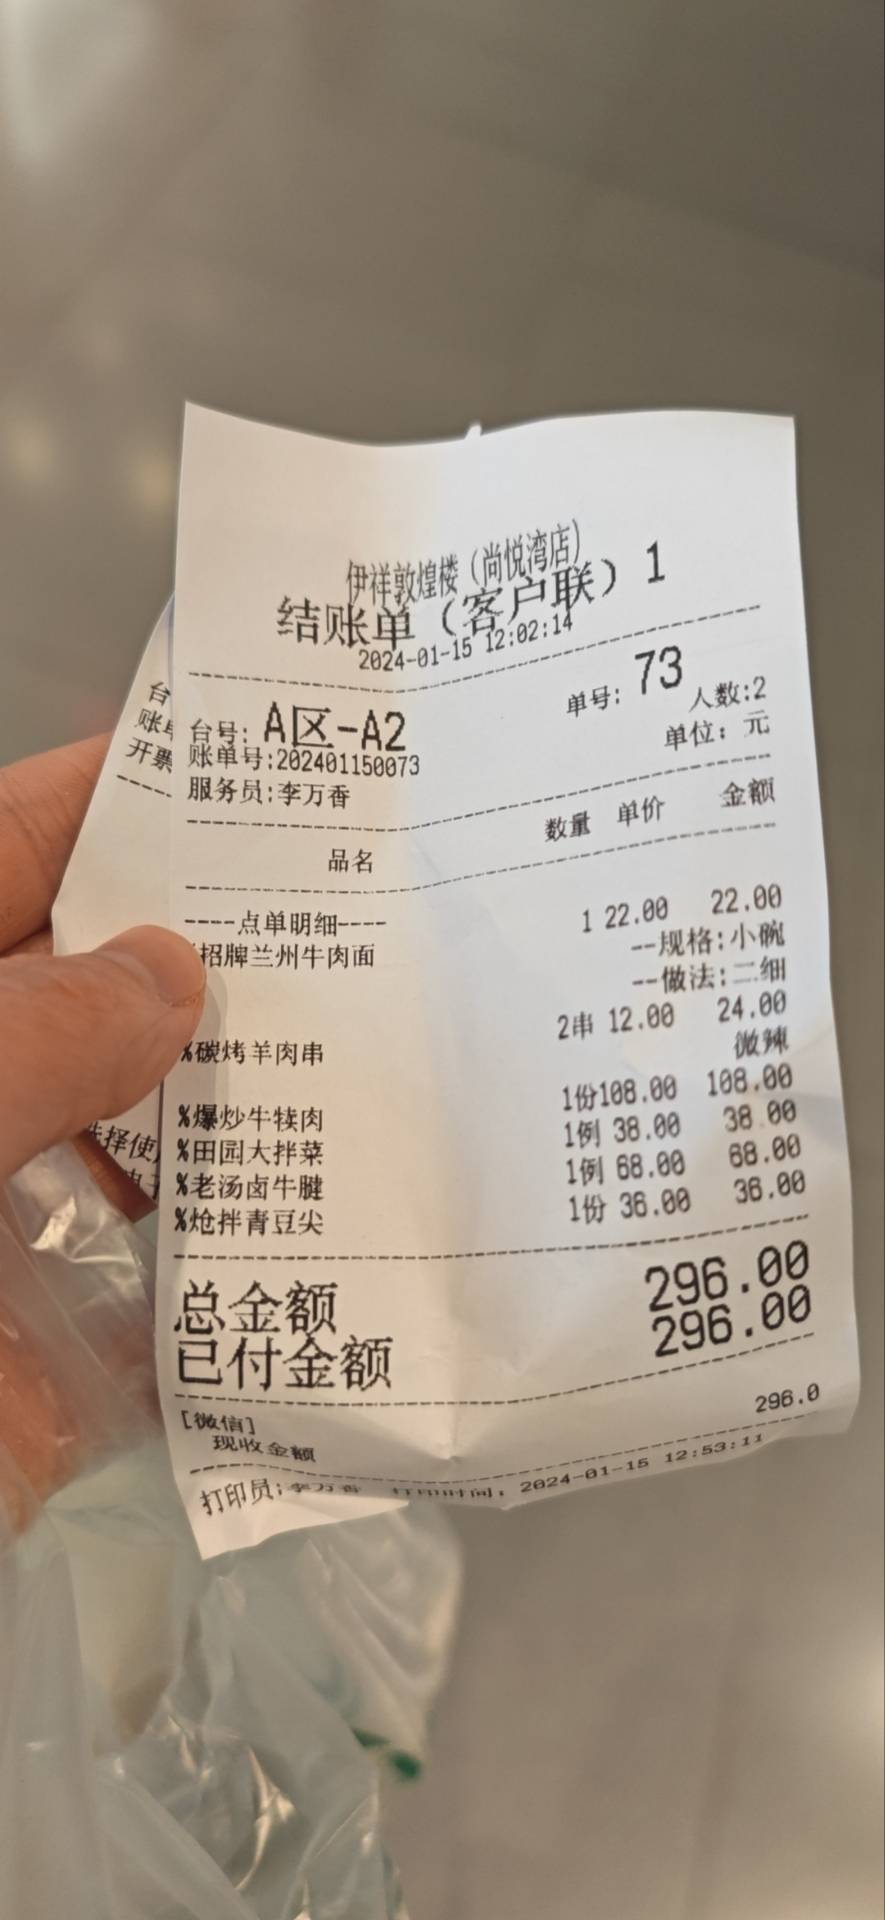 伊祥敦煌楼（尚悦湾店）
结账单（客户联）1
2024-01-15 12:02:14
单号: 73
台号: A区-A2 人数:2
账单号:202401150073 单位: 元
服务员:李万香
品名 数量 单价 金额
----点单明细----
招牌兰州牛肉面 1 22.00 22.00
--规格:小碗
--做法:二细
%碳烤羊肉串 2串 12.00 24.00
微辣
%爆炒牛犊肉 1份108.00 108.00
%田园大拌菜 1例 38.00 38.00
%老汤卤牛腱 1例 68.00 68.00
%炝拌青豆尖 1份 36.00 36.00
总金额 296.00
已付金额 296.00
[微信]
现收金额 296.0
打印员:李万香 打印时间: 2024-01-15 12:53:11
台
账单
开票
选择使
电子